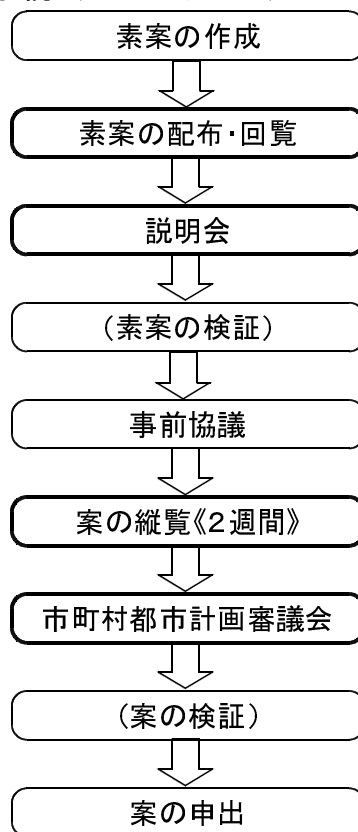 素案の作成
素案の配布・回覧
説明会
(素案の検証)
事前協議
案の縦覧《2週間》
市町村都市計画審議会
(案の検証)
案の申出